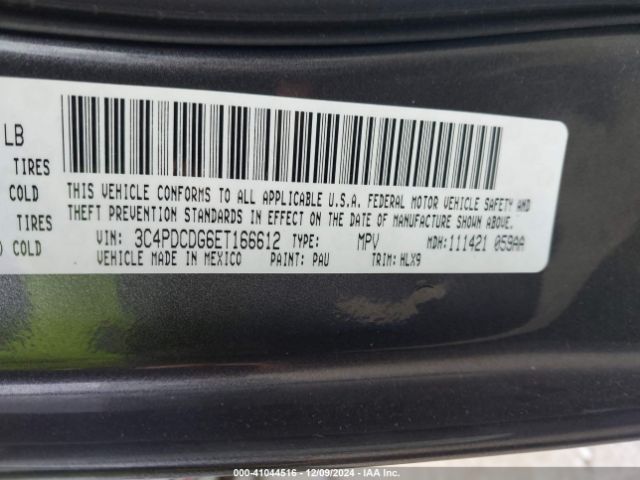 LB
TIRES
COLD
TIRES
) COLD
THIS VEHICLE CONFORMS TO ALL APPLICABLE U.S.A. FEDERAL MOTOR VEHICLE SAFETY AND
THEFT PREVENTION STANDARDS IN EFFECT ON THE DATE OF MANUFACTURE SHOWN ABOVE.
VIN: 3C4PDCDG6ET166612 TYPE: MPV MDH: 111421 059AA
VEHICLE MADE IN MEXICO PAINT: PAU TRIM: HLX9
000-41044516 • 12/09/2024 • IAA Inc.